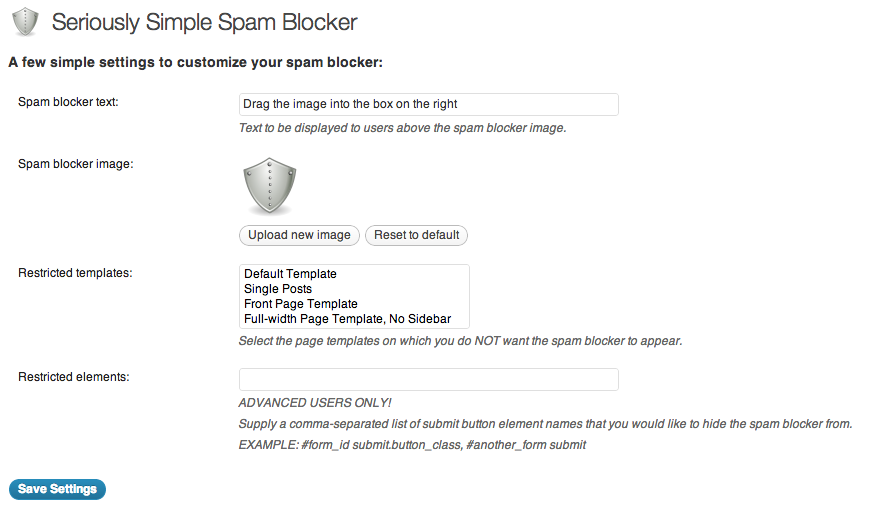 Seriously Simple Spam Blocker
A few simple settings to customize your spam blocker:
Spam blocker text:
Drag the image into the box on the right
Text to be displayed to users above the spam blocker image.
Spam blocker image:
Upload new image
Reset to default
Restricted templates:
Default Template
Single Posts
Front Page Template
Full-width Page Template, No Sidebar
Select the page templates on which you do NOT want the spam blocker to appear.
Restricted elements:
ADVANCED USERS ONLY!
Supply a comma-separated list of submit button element names that you would like to hide the spam blocker from.
EXAMPLE: #form_id submit.button_class, #another_form submit
Save Settings